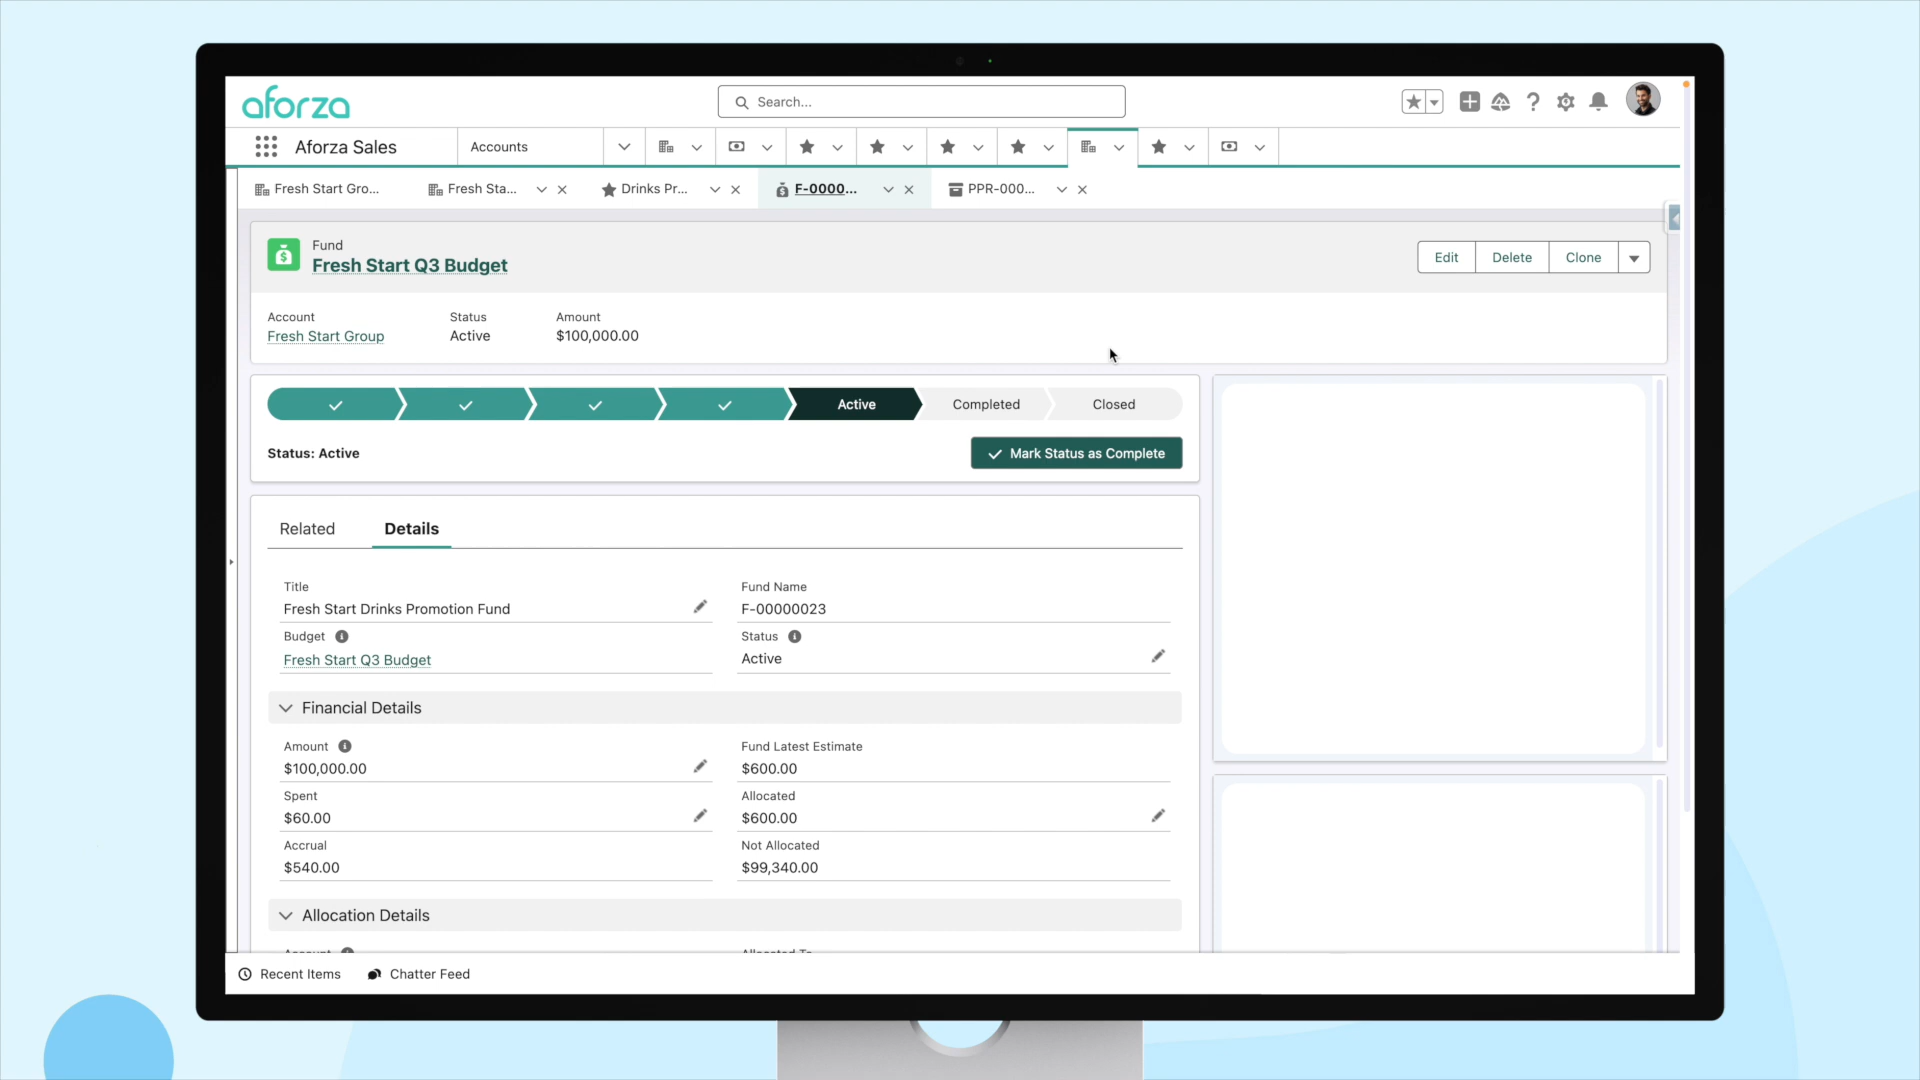 aforza
Search...
Aforza Sales
Accounts
Fresh Start Gro...
Fresh Sta...
Drinks Pr...
F-0000...
PPR-000...
Fund
Fresh Start Q3 Budget
Edit
Delete
Clone
Account
Status
Amount
Fresh Start Group
Active
$100,000.00
Active
Completed
Closed
Status: Active
Mark Status as Complete
Related
Details
Title
Fund Name
Fresh Start Drinks Promotion Fund
F-00000023
Budget
Status
Fresh Start Q3 Budget
Active
Financial Details
Amount
Fund Latest Estimate
$100,000.00
$600.00
Spent
Allocated
$60.00
$600.00
Accrual
Not Allocated
$540.00
$99,340.00
Allocation Details
Account
Allocated To
Recent Items
Chatter Feed